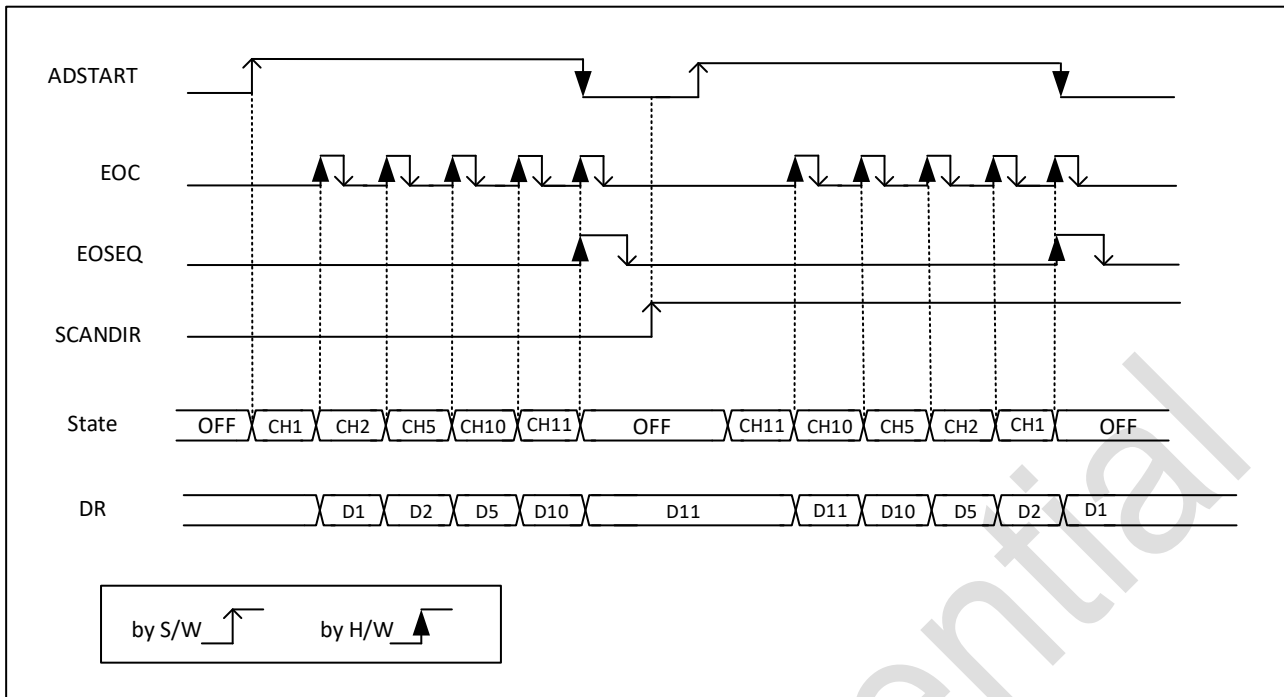 ADSTART
EOC
EOSEQ
SCANDIR
State OFF CH1 CH2 CH5 CH10 CH11 OFF CH11 CH10 CH5 CH2 CH1 OFF
DR D1 D2 D5 D10 D11 D11 D10 D5 D2 D1
by S/W by H/W
ential